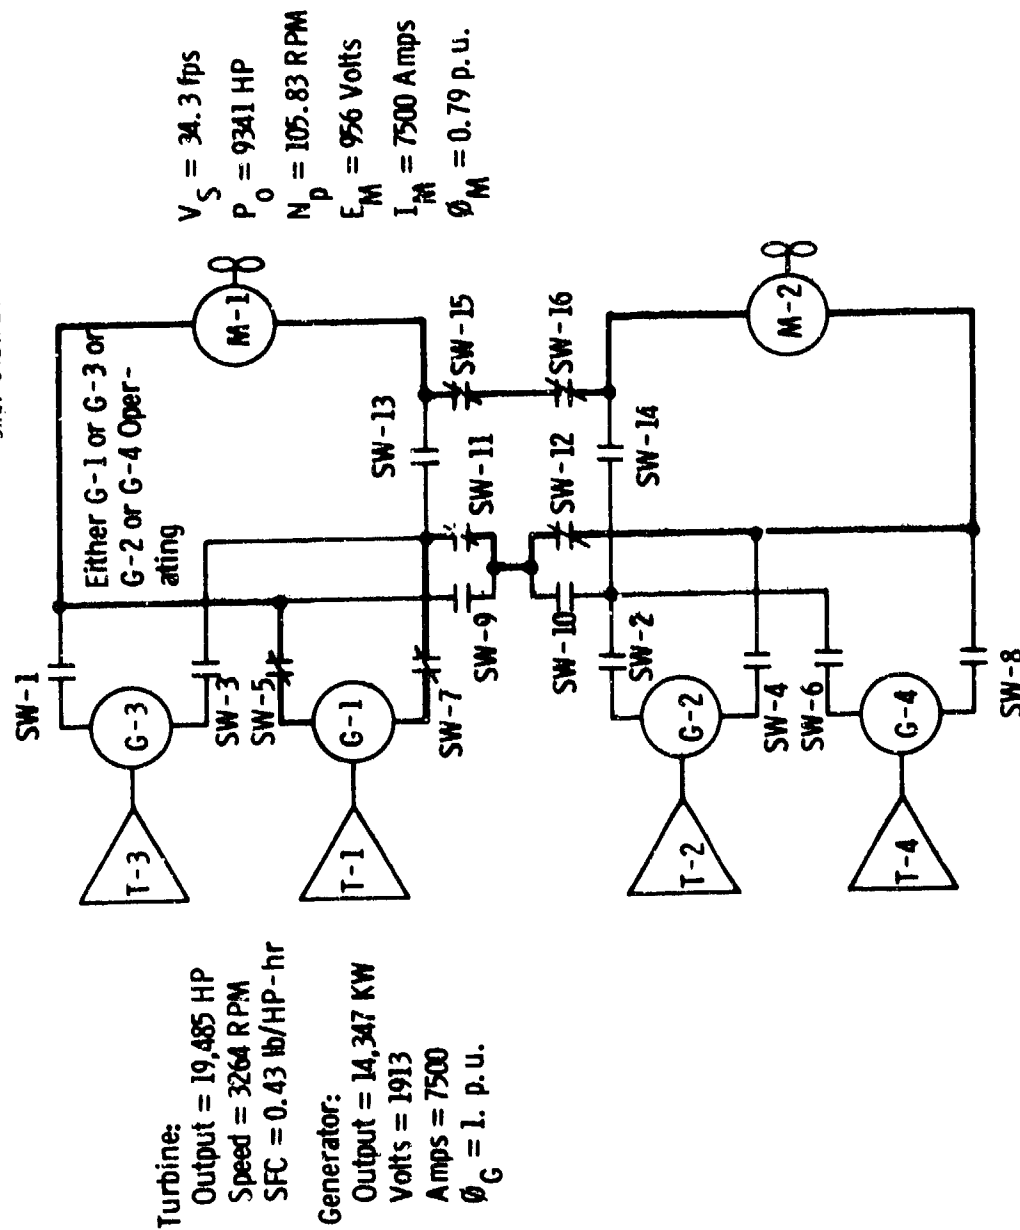 V_S = 34.3 fps
P_O = 9341 HP
N_p = 105.83 RPM
E_M = 956 Volts
I_M = 7500 Amps
Ø_M = 0.79 p.u.
Either G-1 or G-3 or
G-2 or G-4 Oper-
ating
M-1
M-2
SW-15
SW-16
SW-13
SW-14
SW-11
SW-12
SW-9
SW-10
SW-1
SW-3
SW-5
SW-7
SW-2
SW-4
SW-6
SW-8
G-3
G-1
G-2
G-4
T-3
T-1
T-2
T-4
Turbine:
Output = 19,485 HP
Speed = 3264 RPM
SFC = 0.43 lb/HP-hr
Generator:
Output = 14,347 KW
Volts = 1913
Amps = 7500
Ø_G = 1. p.u.